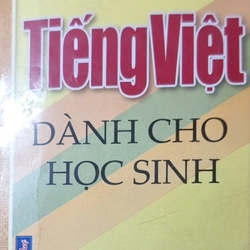 Tiếng Việt
DÀNH CHO
HỌC SINH